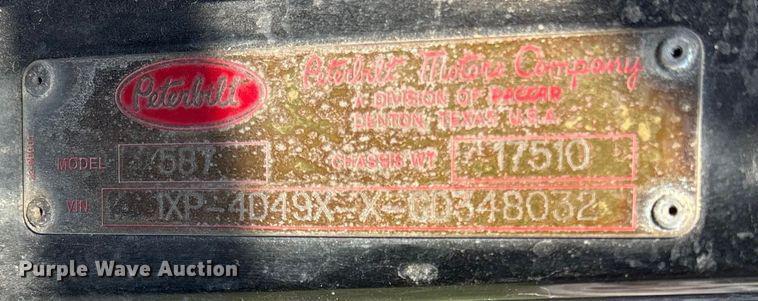 Peterbilt
Peterbilt Motors Company
A DIVISION OF PACCAR
DENTON, TEXAS U.S.A.
MODEL 587 CHASSIS WT. 17510
VIN 1XP-4D49X-X-GD348032
Purple Wave Auction